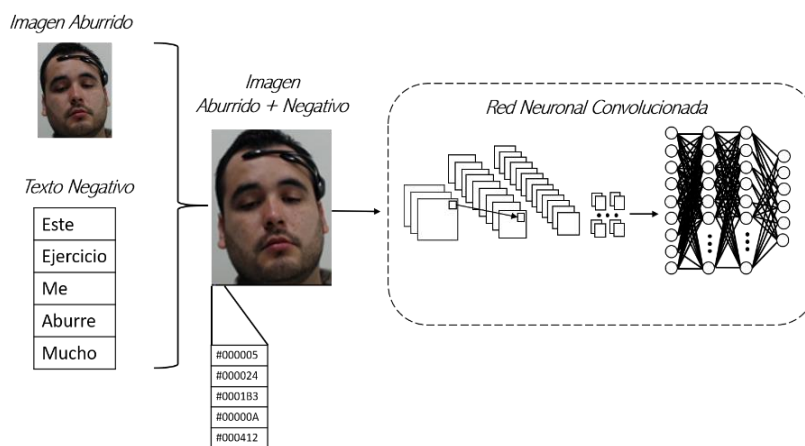 Imagen Aburrido
Texto Negativo
Este
Ejercicio
Me
Aburre
Mucho
Imagen
Aburrido + Negativo
#000005
#000024
#0001B3
#00000A
#000412
Red Neuronal Convolucionada